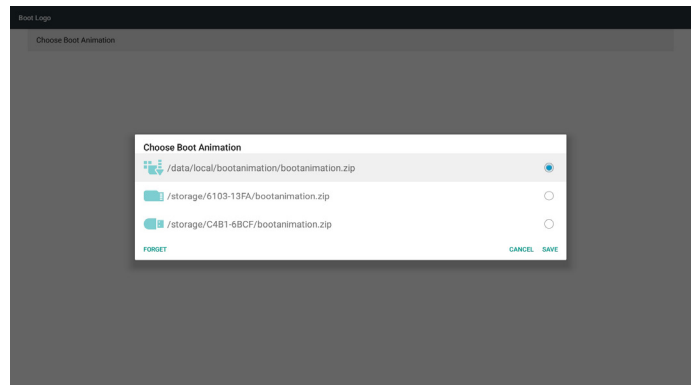 Boot Logo
Choose Boot Animation
Choose Boot Animation
/data/local/bootanimation/bootanimation.zip
/storage/6103-13FA/bootanimation.zip
/storage/C4B1-6BCF/bootanimation.zip
FORGET CANCEL SAVE